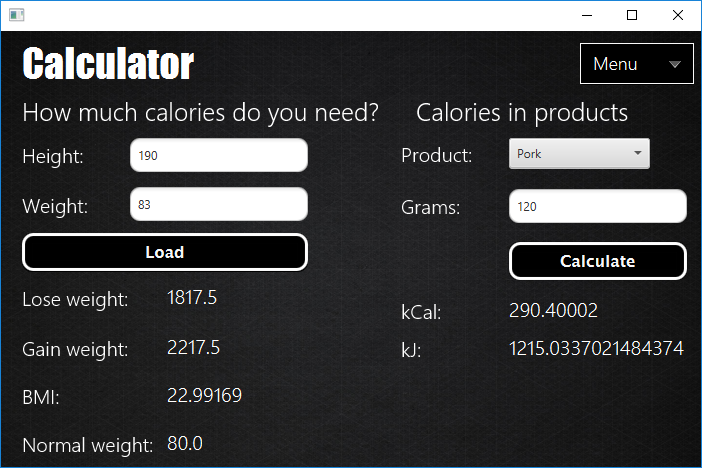 Calculator
Menu
How much calories do you need?
Height: 190
Weight: 83
Load
Lose weight: 1817.5
Gain weight: 2217.5
BMI: 22.99169
Normal weight: 80.0
Calories in products
Product: Pork
Grams: 120
Calculate
kCal: 290.40002
kJ: 1215.0337021484374